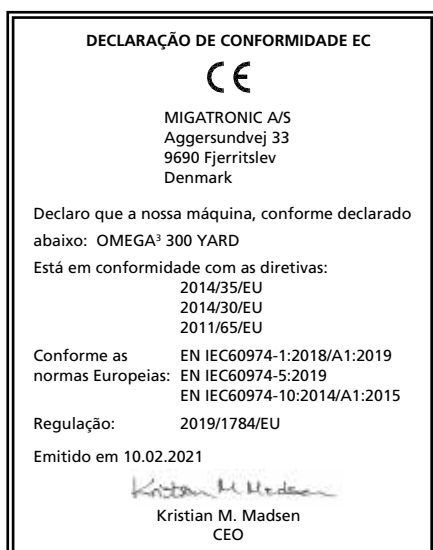 DECLARAÇÃO DE CONFORMIDADE EC
CE
MIGATRONIC A/S
Aggersundvej 33
9690 Fjerritslev
Denmark
Declaro que a nossa máquina, conforme declarado
abaixo: OMEGA³ 300 YARD
Está em conformidade com as diretivas:
2014/35/EU
2014/30/EU
2011/65/EU
Conforme as EN IEC60974-1:2018/A1:2019
normas Europeias: EN IEC60974-5:2019
EN IEC60974-10:2014/A1:2015
Regulação: 2019/1784/EU
Emitido em 10.02.2021
Kristian M Madsen
Kristian M. Madsen
CEO